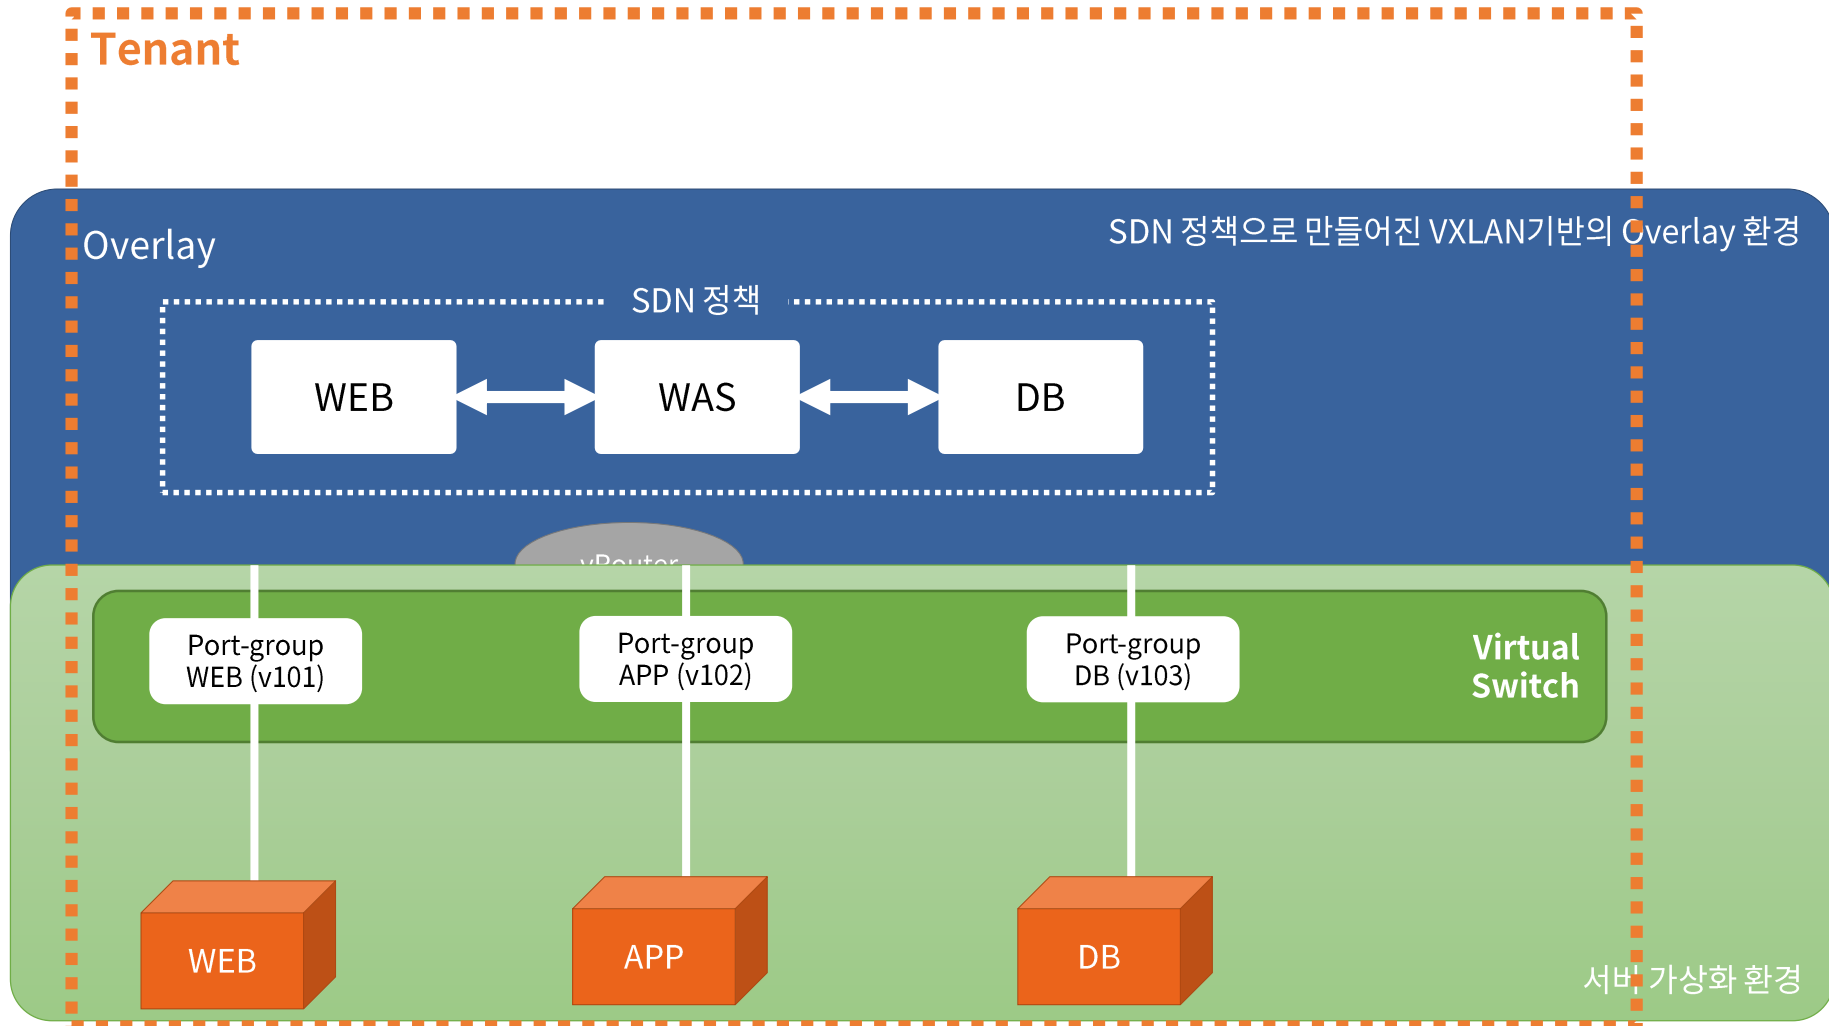 Tenant
Overlay
SDN 정책으로 만들어진 VXLAN기반의 Overlay 환경
SDN 정책
WEB
WAS
DB
vRouter
Port-group
WEB (v101)
Port-group
APP (v102)
Port-group
DB (v103)
Virtual
Switch
WEB
APP
DB
서버 가상화 환경